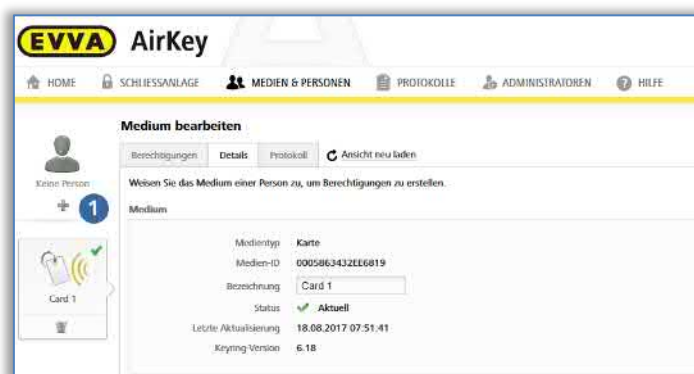 EVVA AirKey
HOME SCHLIESSANLAGE MEDIEN & PERSONEN PROTOKOLLE ADMINISTRATOREN HILFE
Medium bearbeiten
Berechtigungen Details Protokoll Ansicht neu laden
Keine Person
Weisen Sie das Medium einer Person zu, um Berechtigungen zu erstellen.
1
Medium
Medientyp Karte
Medien-ID 0005863432EE6819
Bezeichnung Card 1
Card 1
Status Aktuell
Letzte Aktualisierung 18.08.2017 07:51:41
Keyring-Version 6.18